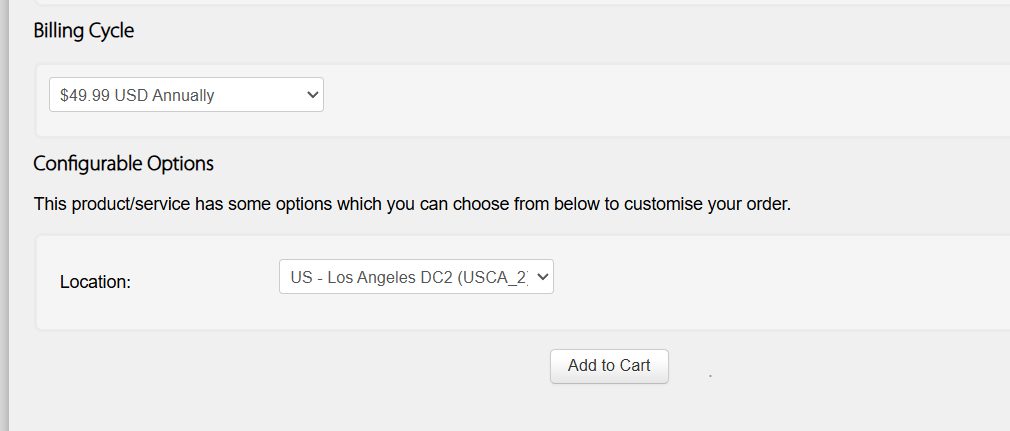 Billing Cycle
$49.99 USD Annually
Configurable Options
This product/service has some options which you can choose from below to customise your order.
Location:
US - Los Angeles DC2 (USCA_2
Add to Cart